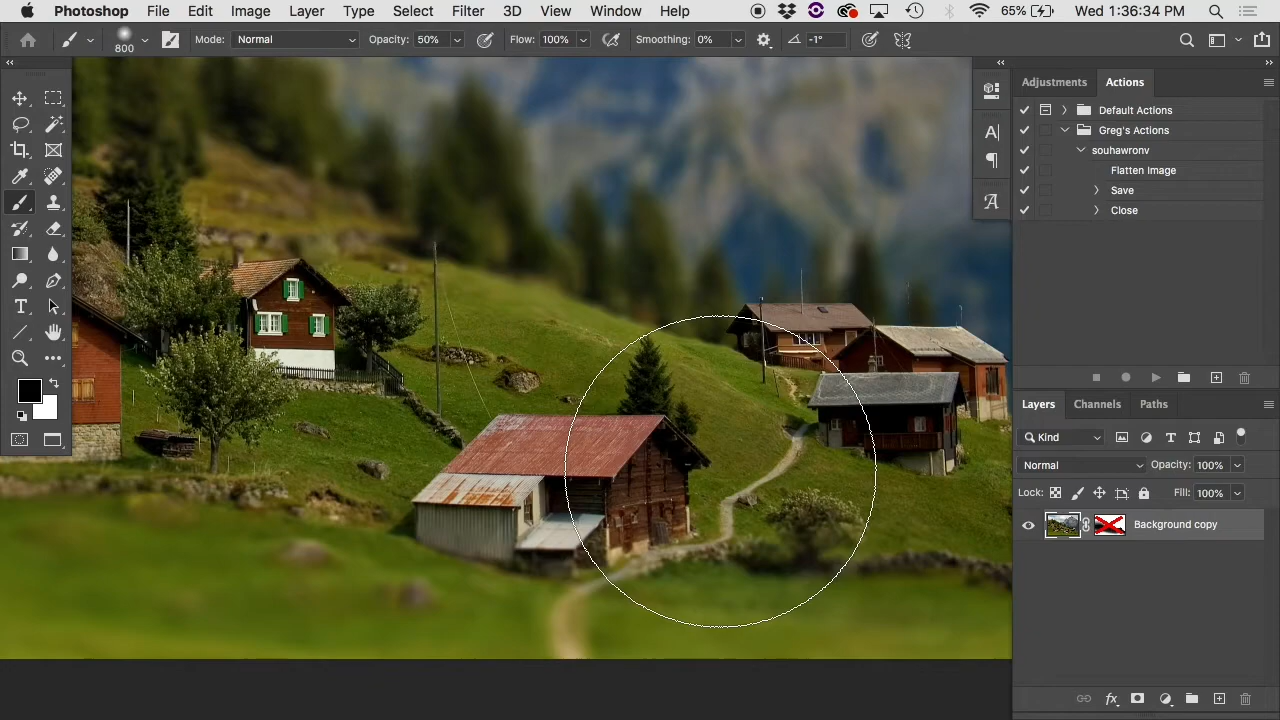 Photoshop File Edit Image Layer Type Select Filter 3D View Window Help 65% Wed 1:36:34 PM
800 Mode: Normal Opacity: 50% Flow: 100% Smoothing: 0% -1°
Adjustments Actions
Default Actions
Greg's Actions
souhawronv
Flatten Image
Save
Close
Layers Channels Paths
Kind
Normal Opacity: 100%
Lock: Fill: 100%
Background copy